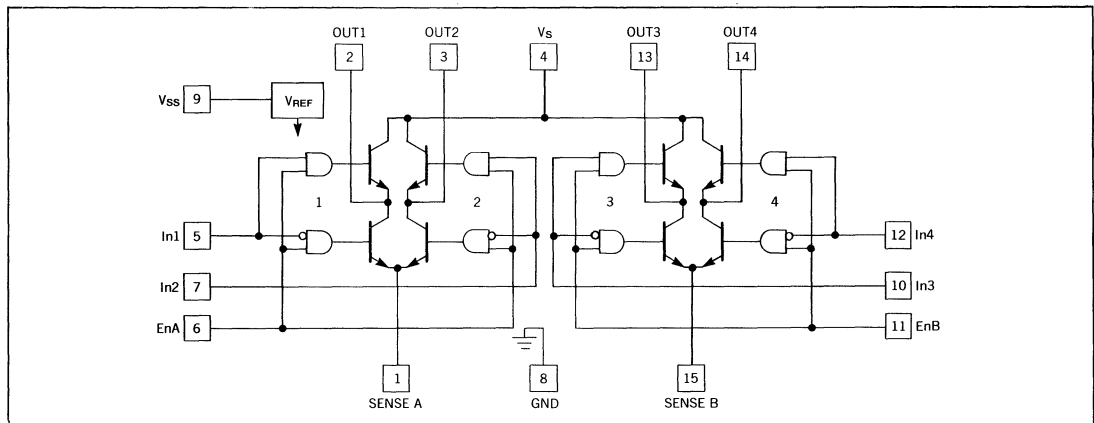 OUT1 OUT2 Vs OUT3 OUT4
2 3 4 13 14
Vss 9 VREF
1 2 3 4
In1 5 12 In4
In2 7 10 In3
EnA 6 11 EnB
1 8 15
SENSE A GND SENSE B